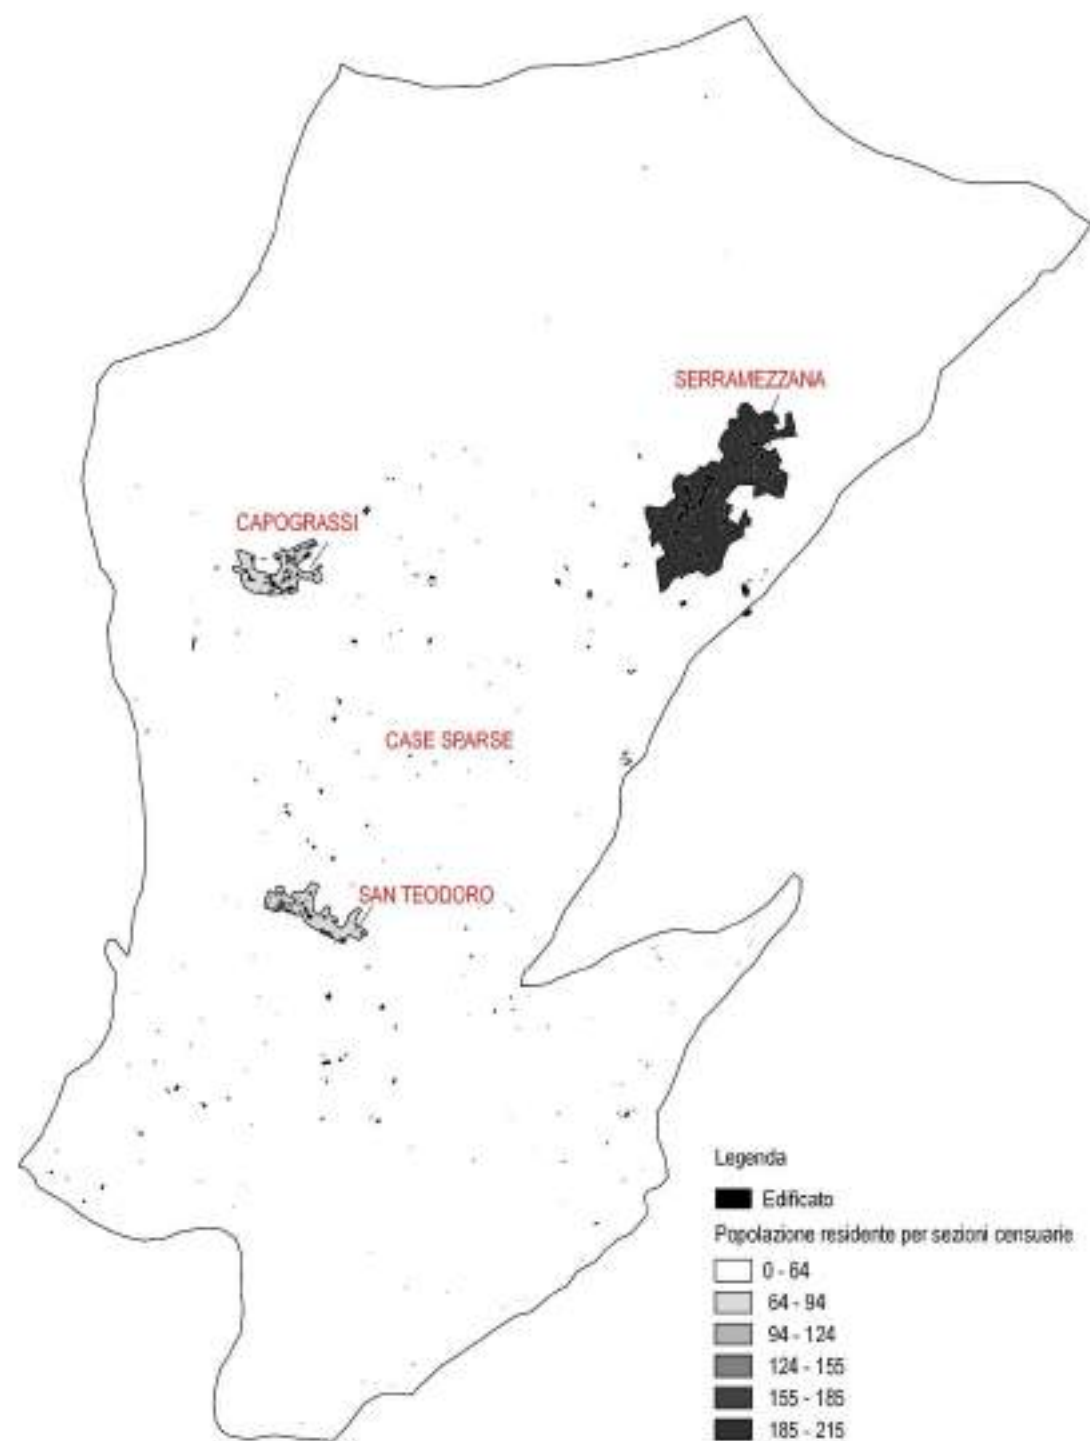 SERRAMEZZANA
CAPOGRASSI
CASE SPARSE
SAN TEODORO
Legenda
Edificato
Popolazione residente per sezioni censuarie
0 - 64
64 - 94
94 - 124
124 - 155
155 - 185
185 - 215